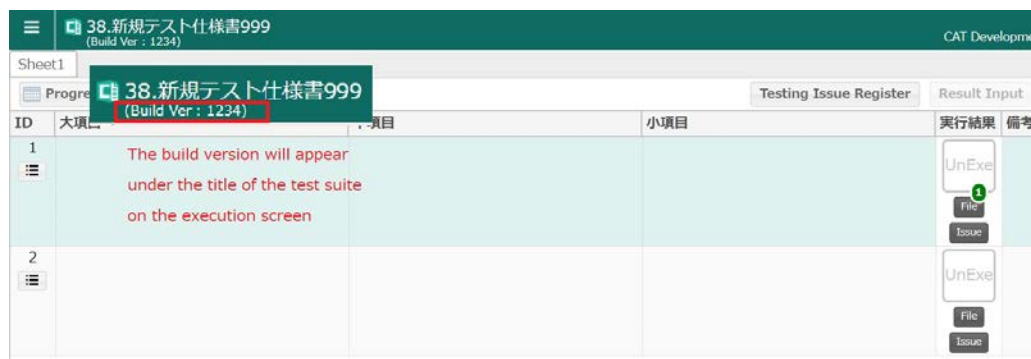 38.新規テスト仕様書999
(Build Ver : 1234)
CAT Developme
Sheet1
Progre
38.新規テスト仕様書999
(Build Ver : 1234)
Testing Issue Register
Result Input
ID
大項
項目
小項目
実行結果
備考
1
The build version will appear
under the title of the test suite
on the execution screen
UnExe
1
File
Issue
2
UnExe
File
Issue